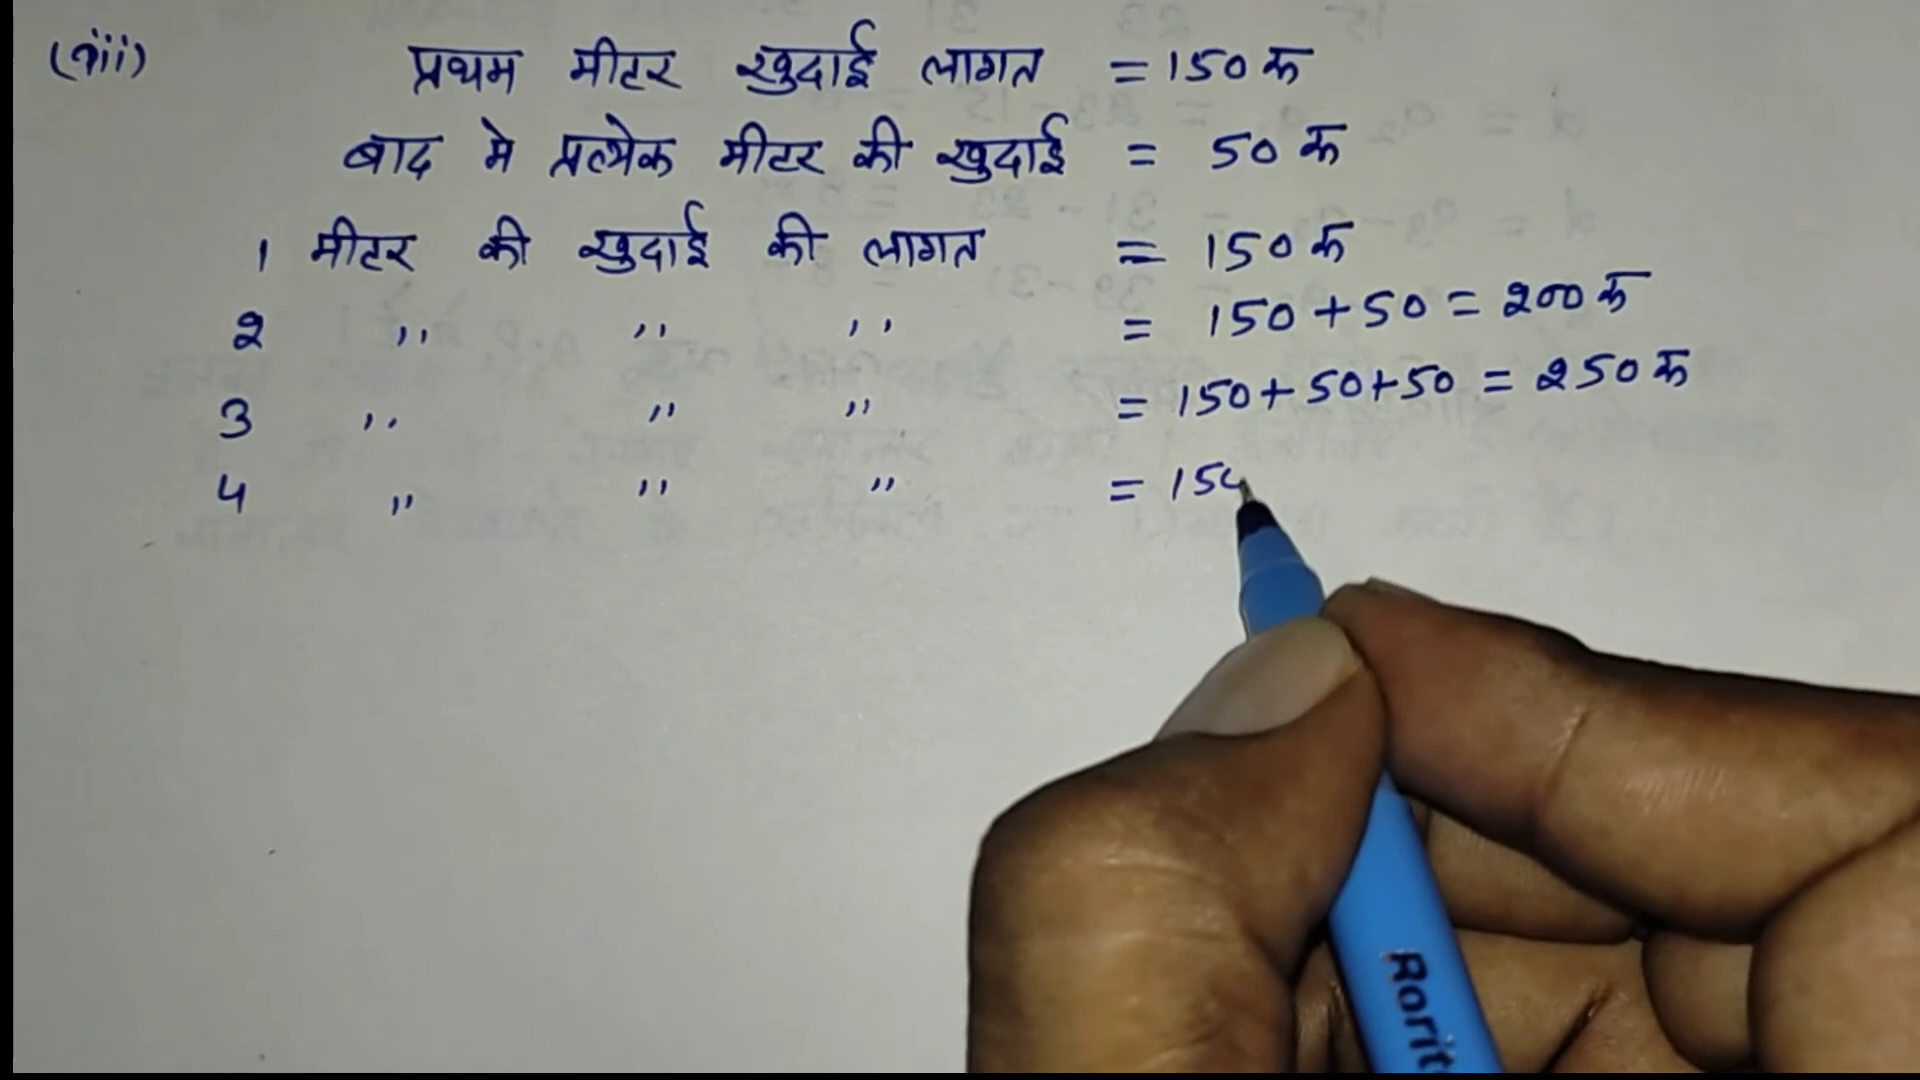 (iii) प्रथम मीटर खुदाई लागत = 150 रू
बाद मे प्रत्येक मीटर की खुदाई = 50 रू
1 मीटर की खुदाई की लागत = 150 रू
2 ,, ,, ,, = 150 + 50 = 200 रू
3 ,, ,, ,, = 150 + 50 + 50 = 250 रू
4 ,, ,, ,, = 150
Rorit